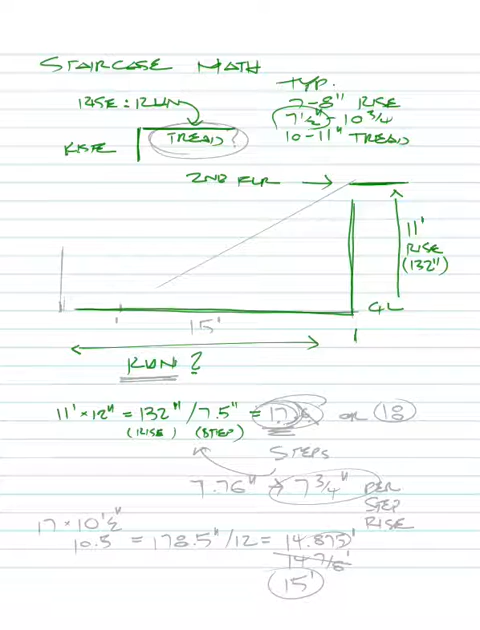 STAIRCASE MATH
TYP.
RISE : RUN
7-8" RISE
7½" - 10 ¾
TREAD?
RISE
10-11" TREAD
2ND FLR
11'
RISE
(132")
GL
15'
RUN ?
11' × 12" = 132" / 7.5" = 17.6 OR 18
(RISE) (STEP)
STEPS
7.76" → 7 ¾" PER
STEP
RISE
17 × 10'½"
10.5 = 178.5" / 12 = 14.875'
14 7/8'
15'